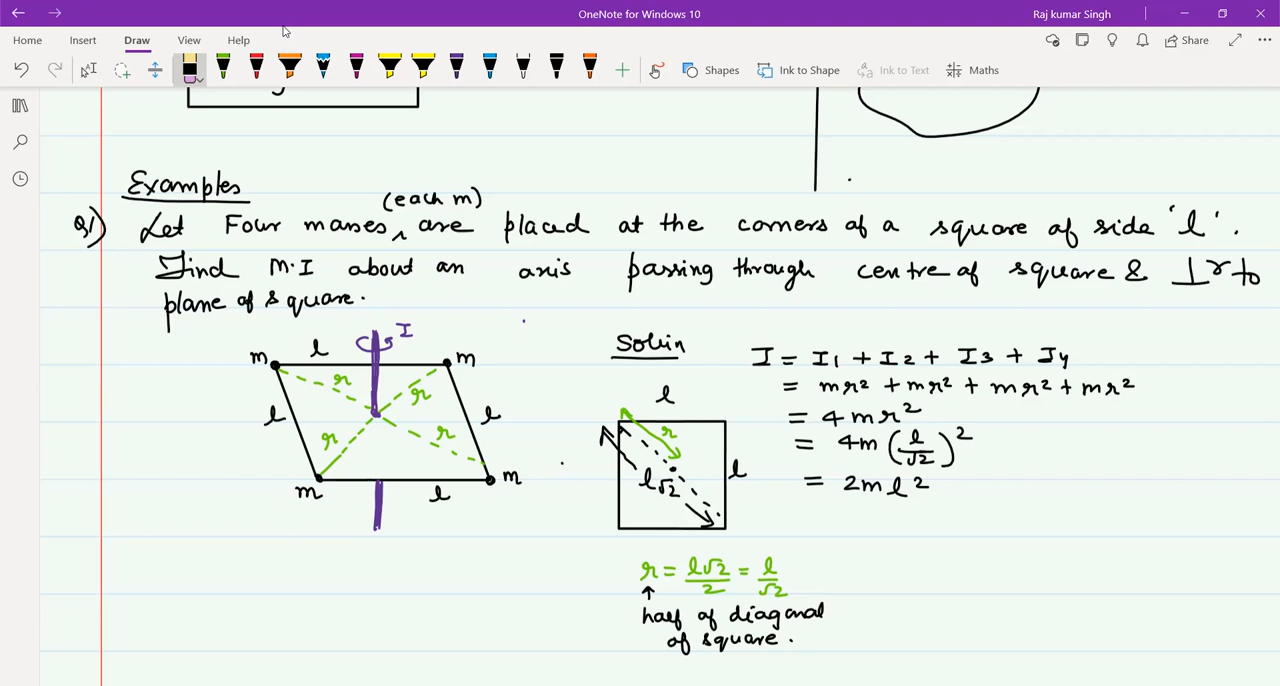 OneNote for Windows 10
Raj kumar Singh
Home Insert Draw View Help
Share
Shapes Ink to Shape Ink to Text Maths
Examples
(each m)
Q1) Let Four masses, are placed at the corners of a square of side 'l'.
Find M.I about an axis passing through centre of square & ⊥r to
plane of square.
I
l
m
m
r
r
l
l
r
r
m
l
m
Solun
l
r
l√2
l
r = l√2/2 = l/√2
↑
half of diagonal
of square.
I = I1 + I2 + I3 + I4
= mr² + mr² + mr² + mr²
= 4mr²
= 4m (l/√2)²
= 2ml²